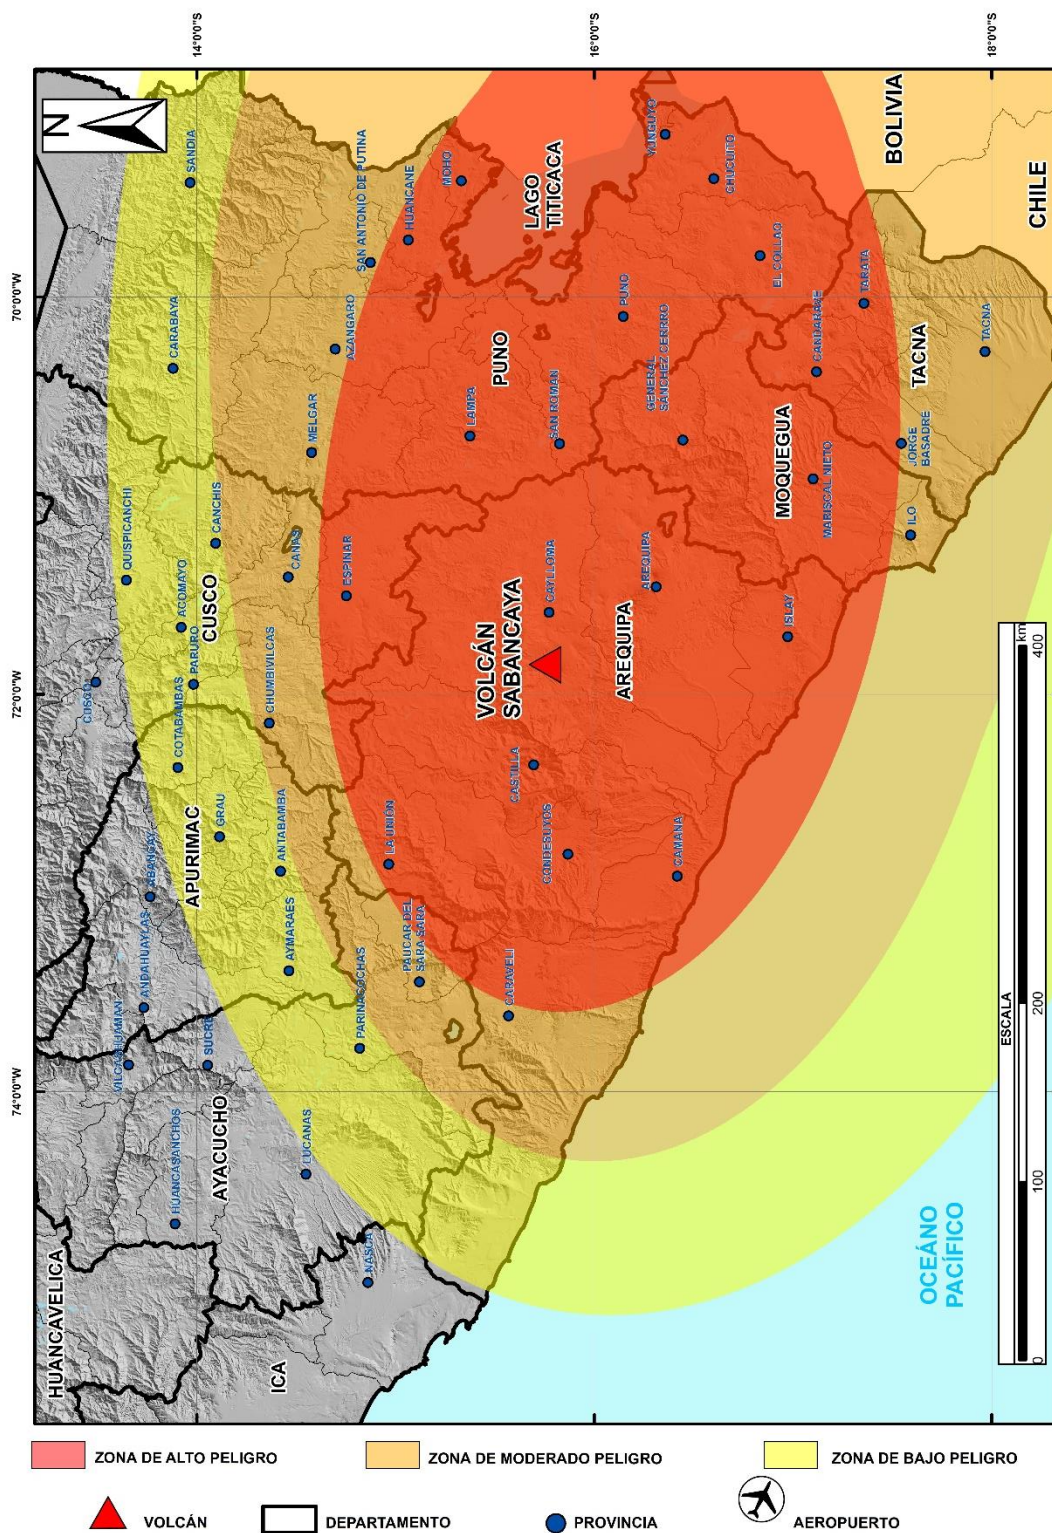 74°0'0"W
72°0'0"W
70°0'0"W
14°0'0"S
16°0'0"S
18°0'0"S
N
HUANCAVELICA
ICA
AYACUCHO
APURIMAC
CUSCO
PUNO
AREQUIPA
MOQUEGUA
TACNA
BOLIVIA
CHILE
LAGO
TITICACA
VOLCÁN
SABANCAYA
OCEÁNO
PACÍFICO
HUANCASANCHOS
VILCASHUAMAN
SUCRE
LUCANAS
NASCA
ANDAHUAYLAS
ABANCAY
GRAU
ANTABAMBA
AYMARAES
COTABAMBAS
PARINACOCHAS
PAUCAR DEL
SARA SARA
CUSCO
PARURO
ACOMAYO
QUISPICANCHI
CANCHIS
CANAS
CHUMBIVILCAS
ESPINAR
CARABAYA
SANDIA
MELGAR
AZANGARO
SAN ANTONIO DE PUTINA
HUANCANE
MOHO
LAMPA
SAN ROMAN
PUNO
YUNGUYO
CHUCUITO
EL COLLAO
LA UNIÓN
CARAVELI
CONDESUYOS
CASTILLA
CAMANA
CAYLLOMA
AREQUIPA
ISLAY
GENERAL
SÁNCHEZ CERRRO
MARISCAL NIETO
ILO
CANDARAVE
TARATA
JORGE
BASADRE
TACNA
ESCALA
0
100
200
400
km
ZONA DE ALTO PELIGRO
ZONA DE MODERADO PELIGRO
ZONA DE BAJO PELIGRO
VOLCÁN
DEPARTAMENTO
PROVINCIA
AEROPUERTO